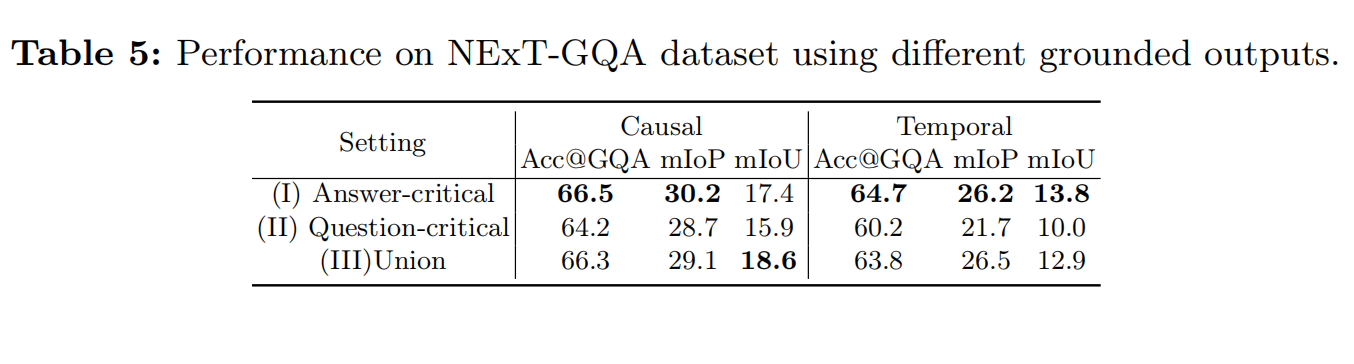 Table 5: Performance on NExT-GQA dataset using different grounded outputs.
Setting Causal Temporal
Acc@GQA mIoP mIoU Acc@GQA mIoP mIoU
(I) Answer-critical 66.5 30.2 17.4 64.7 26.2 13.8
(II) Question-critical 64.2 28.7 15.9 60.2 21.7 10.0
(III)Union 66.3 29.1 18.6 63.8 26.5 12.9